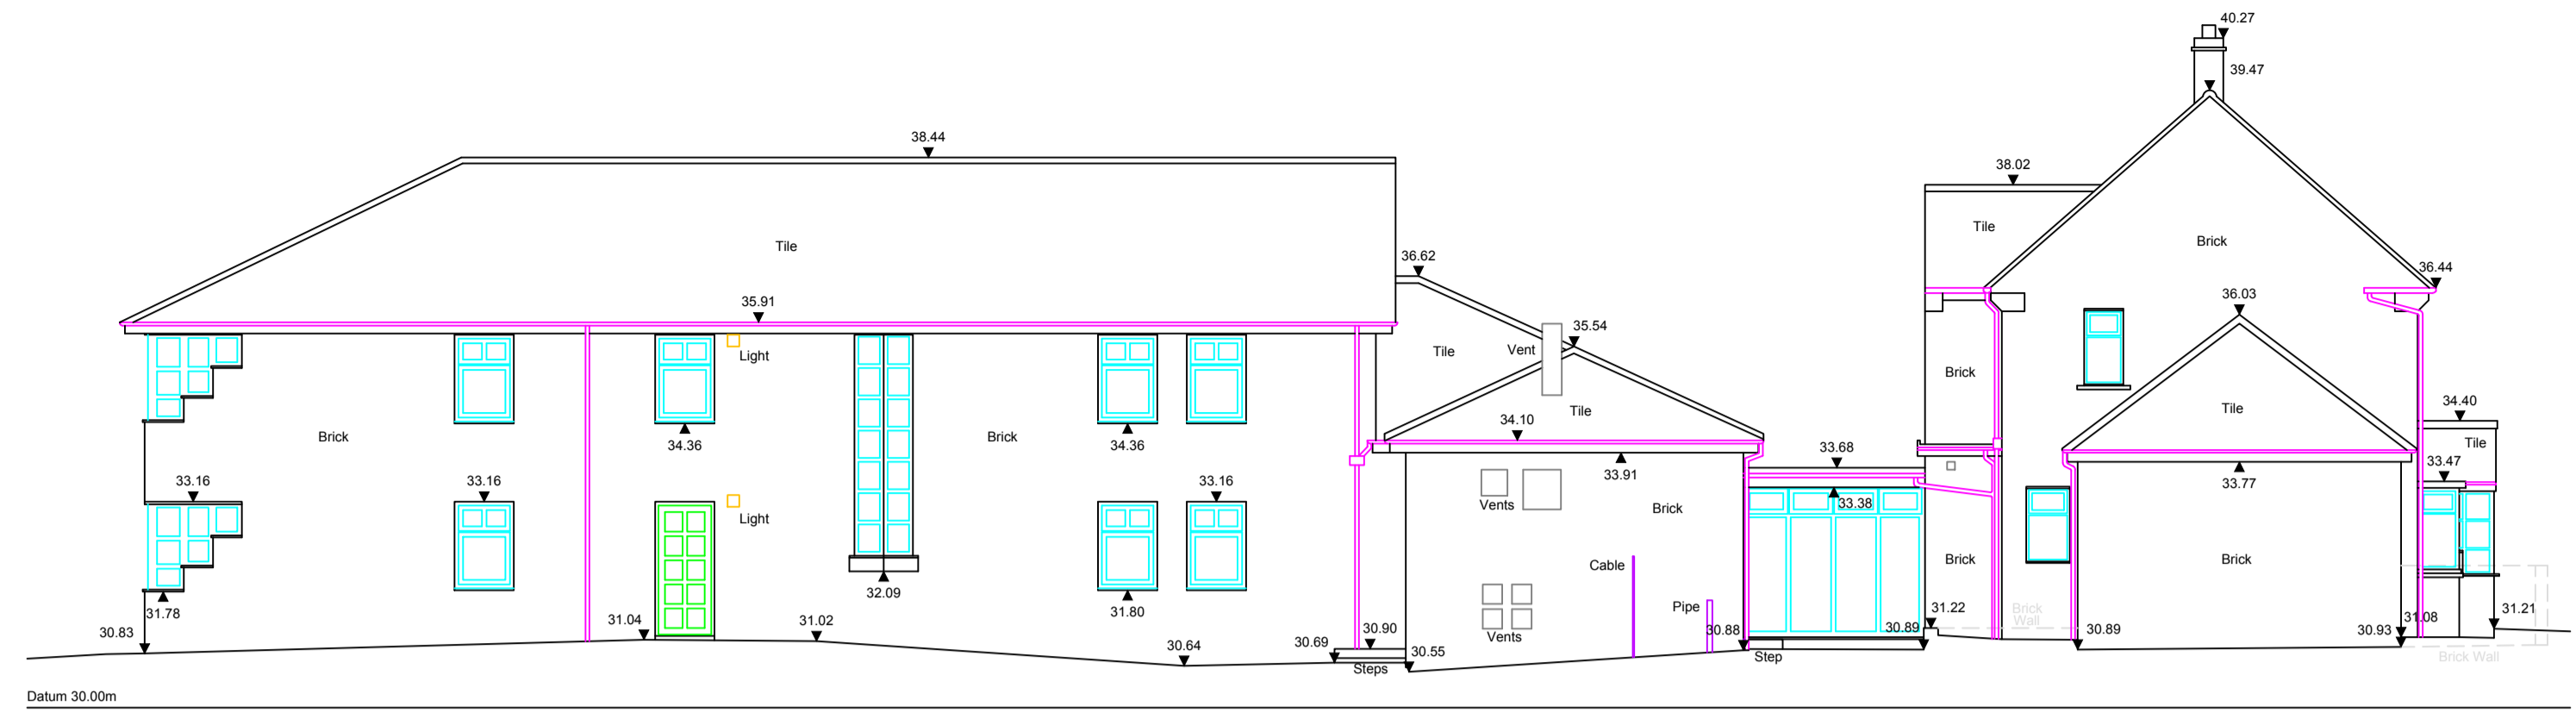 40.27
39.47
38.44
38.02
Tile
Brick
Tile
36.62
36.44
36.03
35.91
35.54
Light
Tile
Vent
Brick
Tile
Tile
34.40
Brick
Brick
34.36
34.36
34.10
33.91
33.68
Tile
33.47
33.77
33.16
33.16
33.16
Light
Vents
Brick
33.38
Cable
Brick
Brick
32.09
31.78
31.80
Pipe
Brick
Wall
31.22
31.08
31.21
30.83
31.04
31.02
30.64
30.69
30.90
30.55
Vents
30.88
30.89
30.89
30.93
Steps
Step
Brick Wall
Datum 30.00m